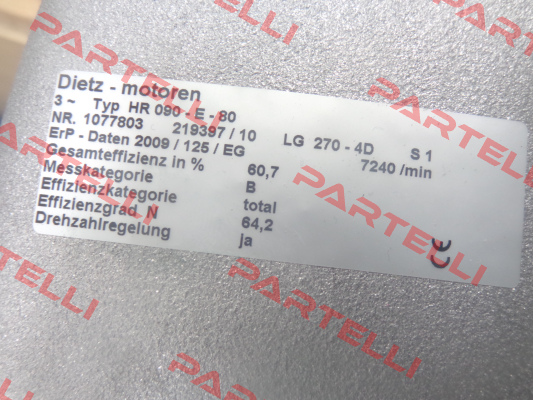 Dietz - motoren
3 ~ Typ HR 090 - E - 80 LG 270 - 4D S 1
NR. 1077803 219397 / 10 7240 /min
ErP - Daten 2009 / 125 / EG
Gesamteffizienz in % 60,7
Messkategorie B
Effizienzkategorie total
Effizienzgrad N 64,2
Drehzahlregelung ja
CE
PARTELLI
PARTELLI
PARTELLI
PARTELLI
PARTELLI
PARTELLI
PARTELLI